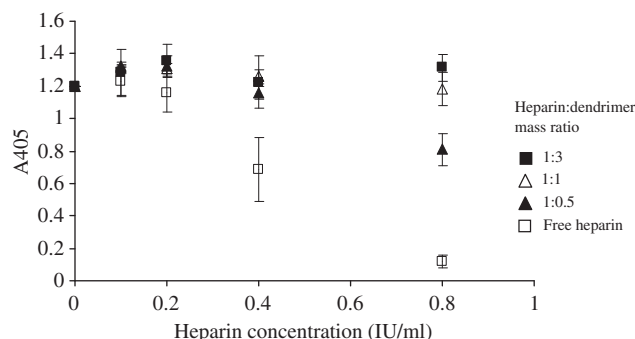 1.6
1.4
1.2
1
0.8
0.6
0.4
0.2
0
A405
0 0.2 0.4 0.6 0.8 1
Heparin concentration (IU/ml)
Heparin:dendrimer
mass ratio
1:3
1:1
1:0.5
Free heparin